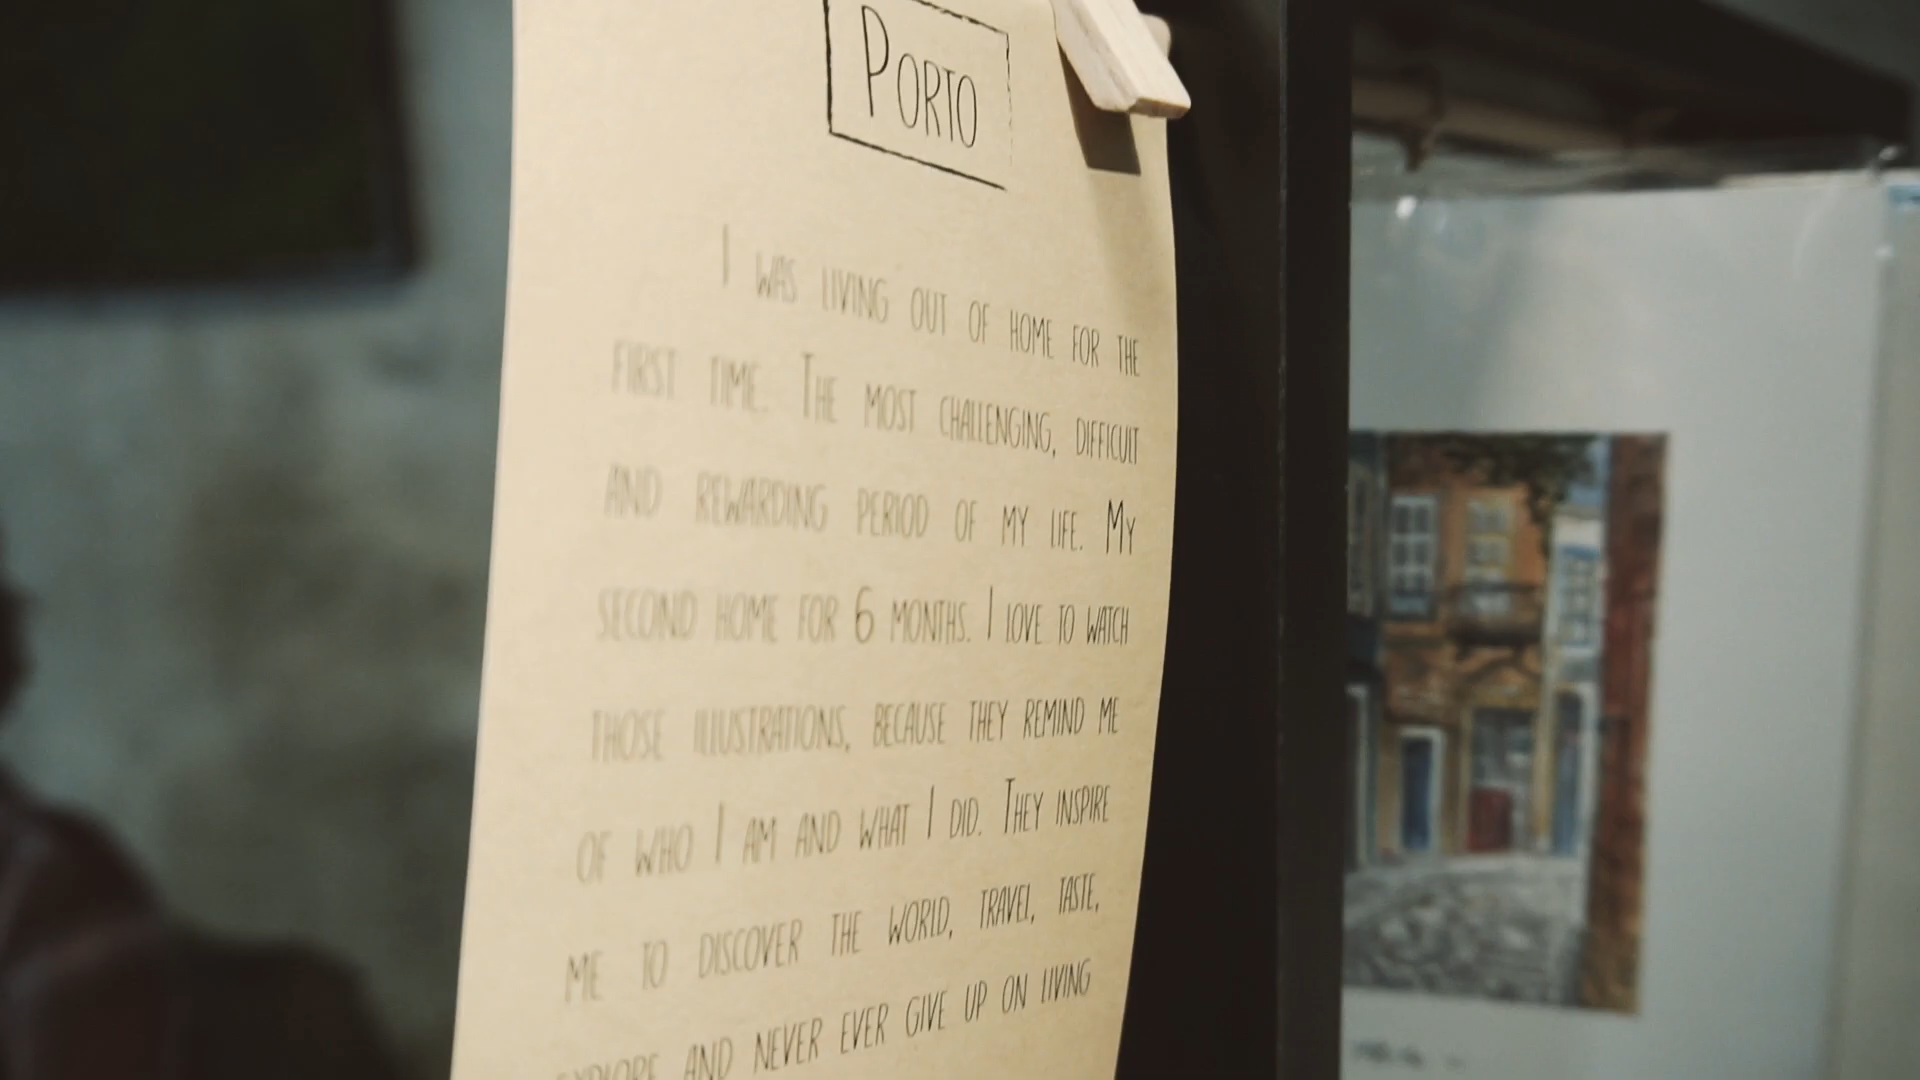 Porto
I was living out of home for the
first time. The most challenging, difficult
and rewarding period of my life. My
second home for 6 months. I love to watch
those illustrations, because they remind me
of who I am and what I did. They inspire
me to discover the world, travel, taste,
explore and never ever give up on living